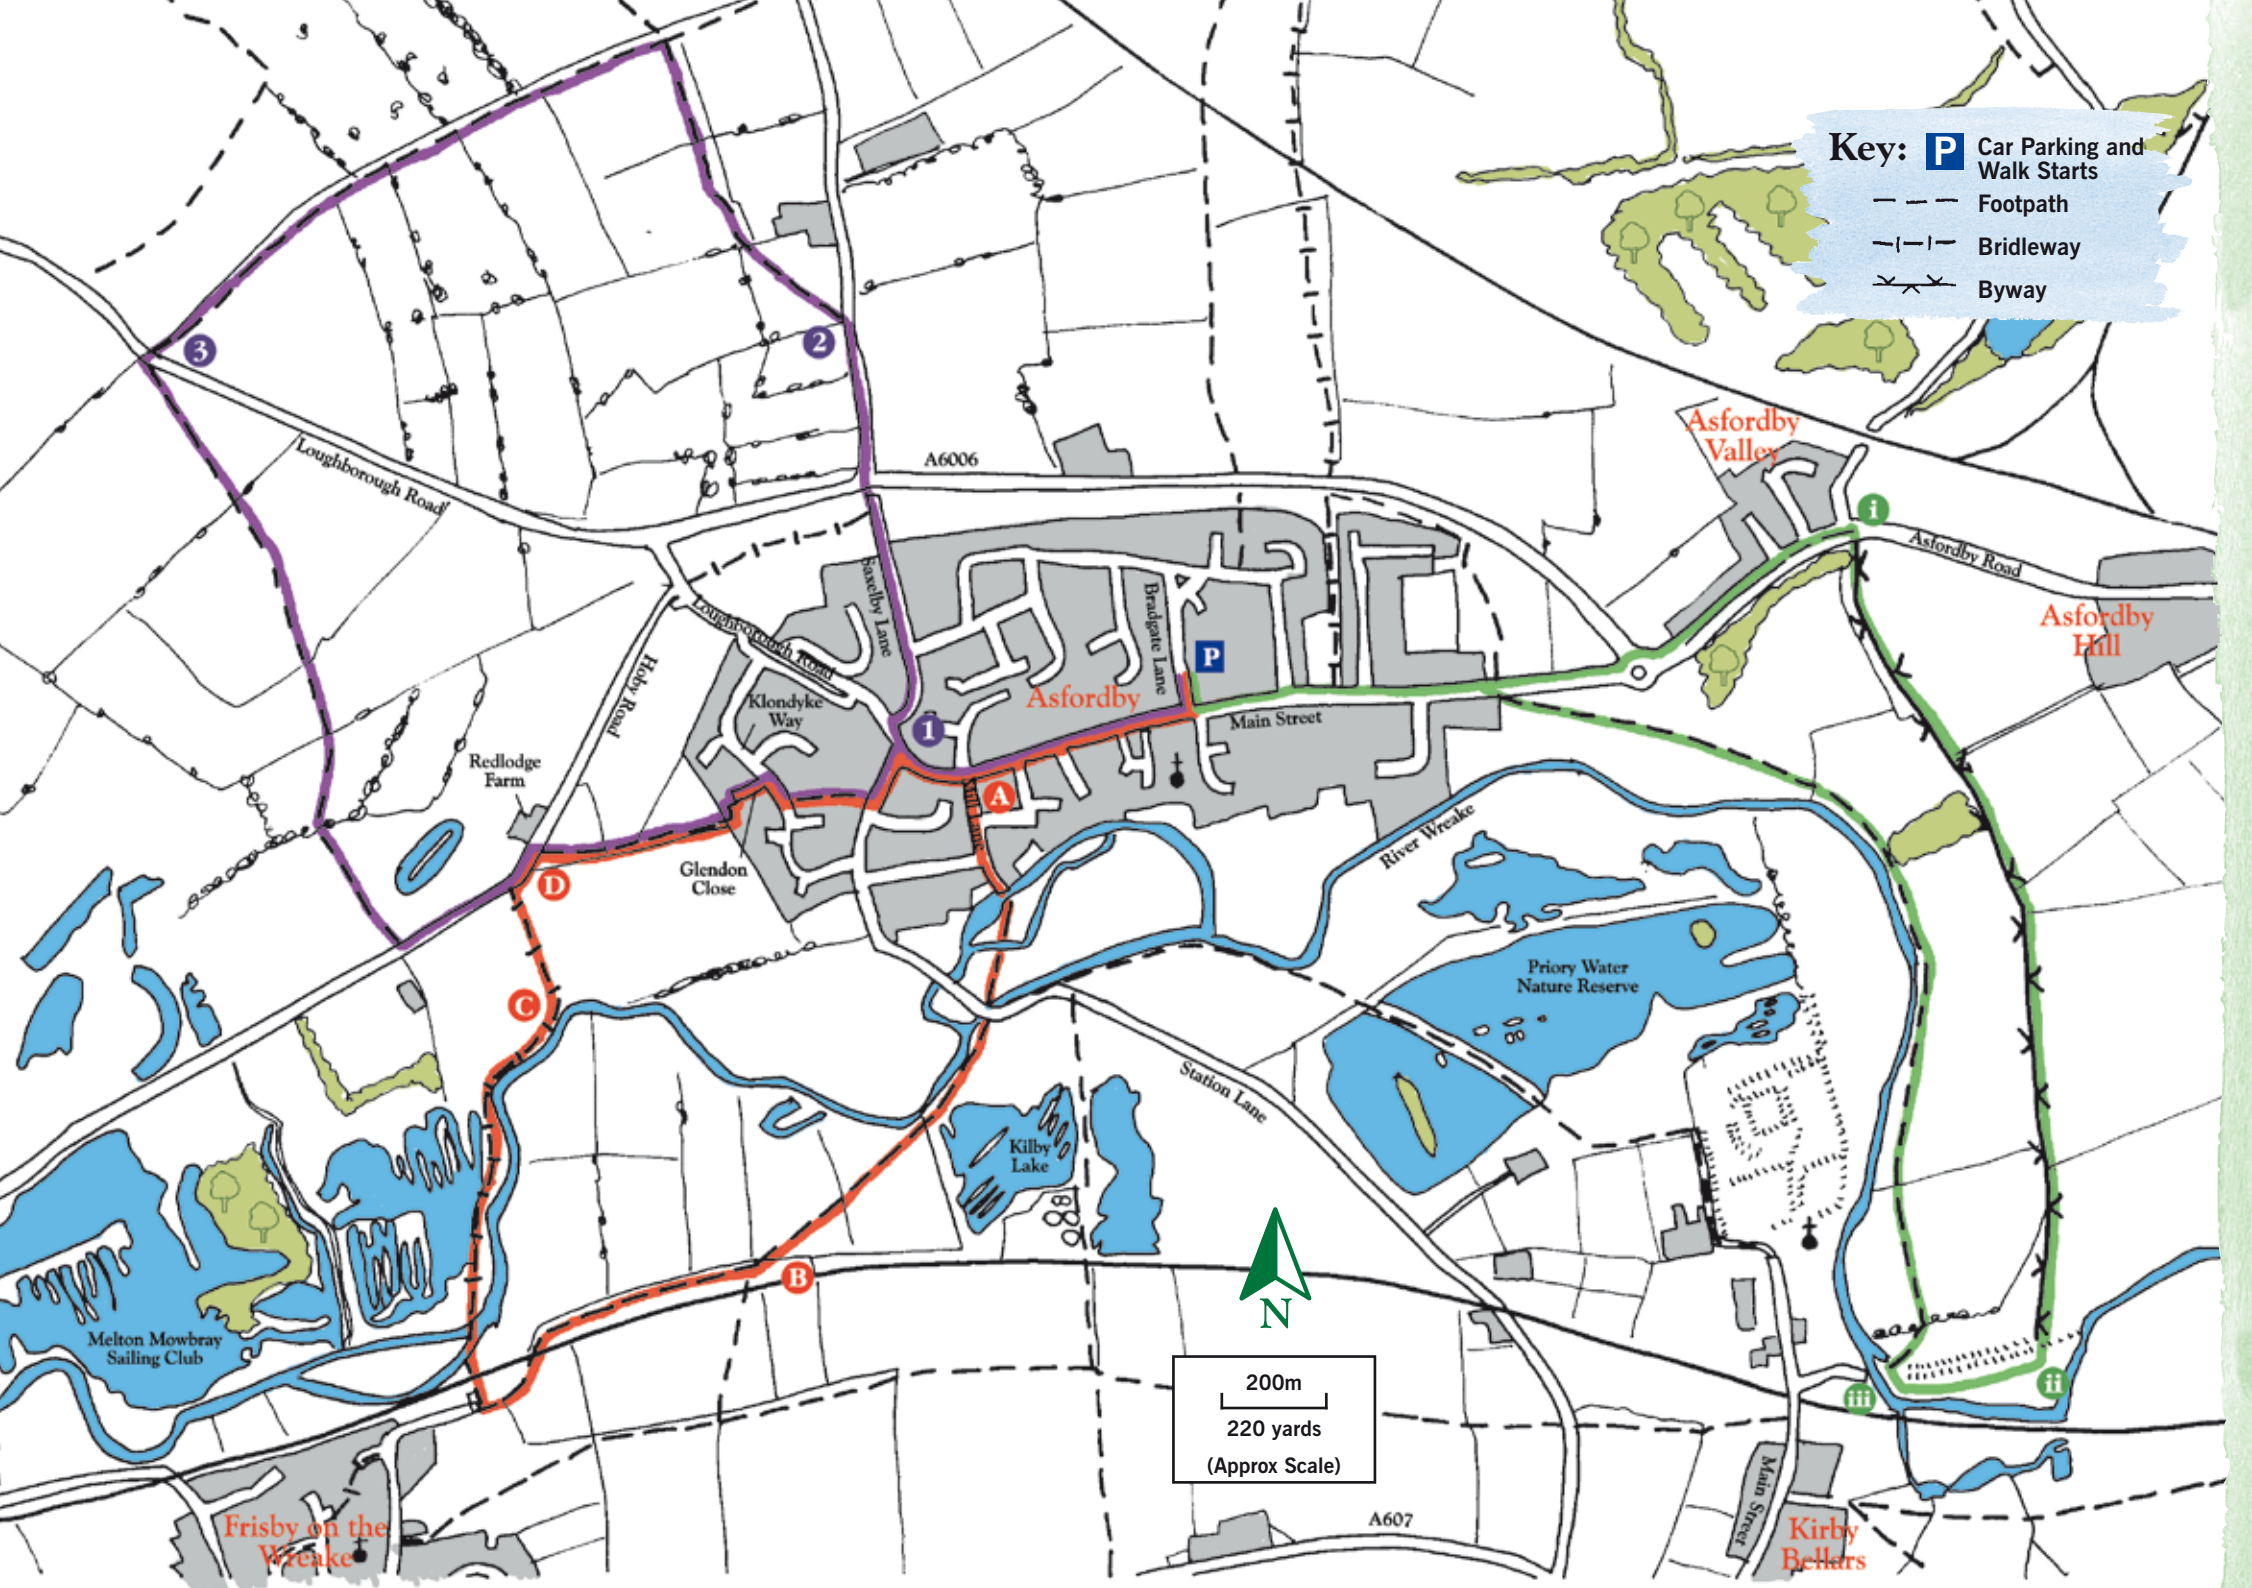 Key:
P
Car Parking and
Walk Starts
Footpath
Bridleway
Byway
3
2
Loughborough Road
A6006
Asfordby
Valley
i
Asfordby Road
Asfordby
Hill
Saxelby Lane
Bradgate Lane
Loughborough Road
P
Hoby Road
Klondyke
Way
Asfordby
1
Main Street
Redlodge
Farm
A
Mill Lane
Glendon
Close
River Wreake
D
C
Priory Water
Nature Reserve
Station Lane
Kilby
Lake
B
N
Melton Mowbray
Sailing Club
200m
220 yards
(Approx Scale)
ii
iii
Main Street
A607
Frisby on the
Wreake
Kirby
Bellars